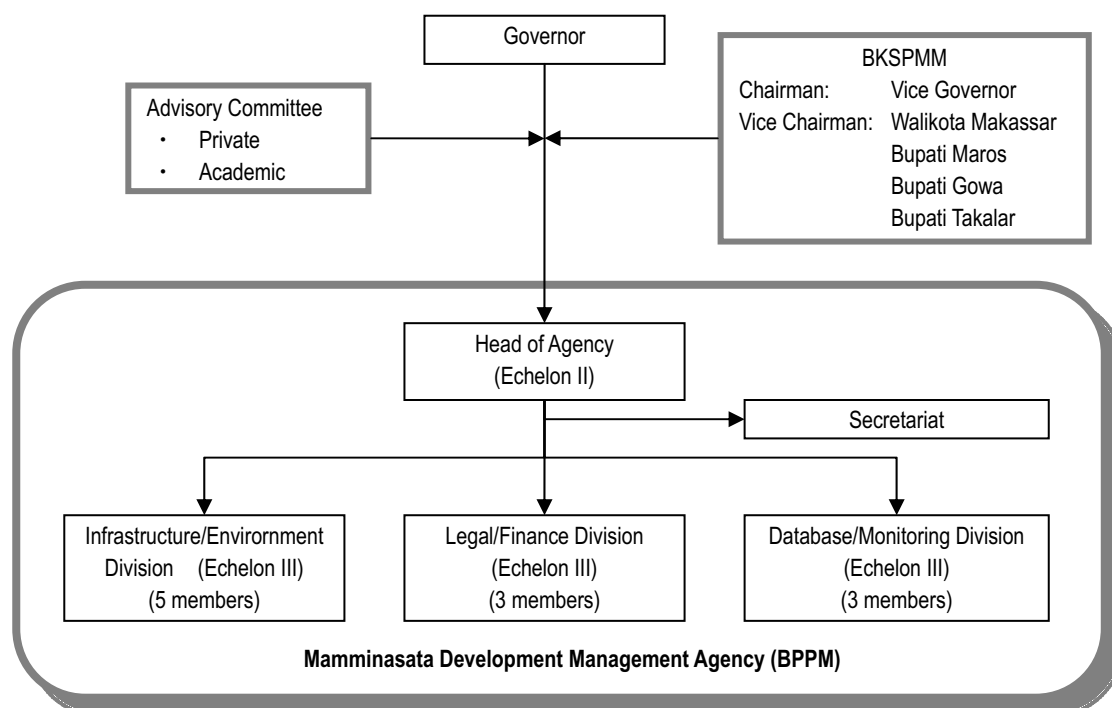 Governor
BKSPMM
Chairman: Vice Governor
Vice Chairman: Walikota Makassar
Bupati Maros
Bupati Gowa
Bupati Takalar
Advisory Committee
・ Private
・ Academic
Head of Agency
(Echelon II)
Secretariat
Infrastructure/Envirornment
Division (Echelon III)
(5 members)
Legal/Finance Division
(Echelon III)
(3 members)
Database/Monitoring Division
(Echelon III)
(3 members)
Mamminasata Development Management Agency (BPPM)